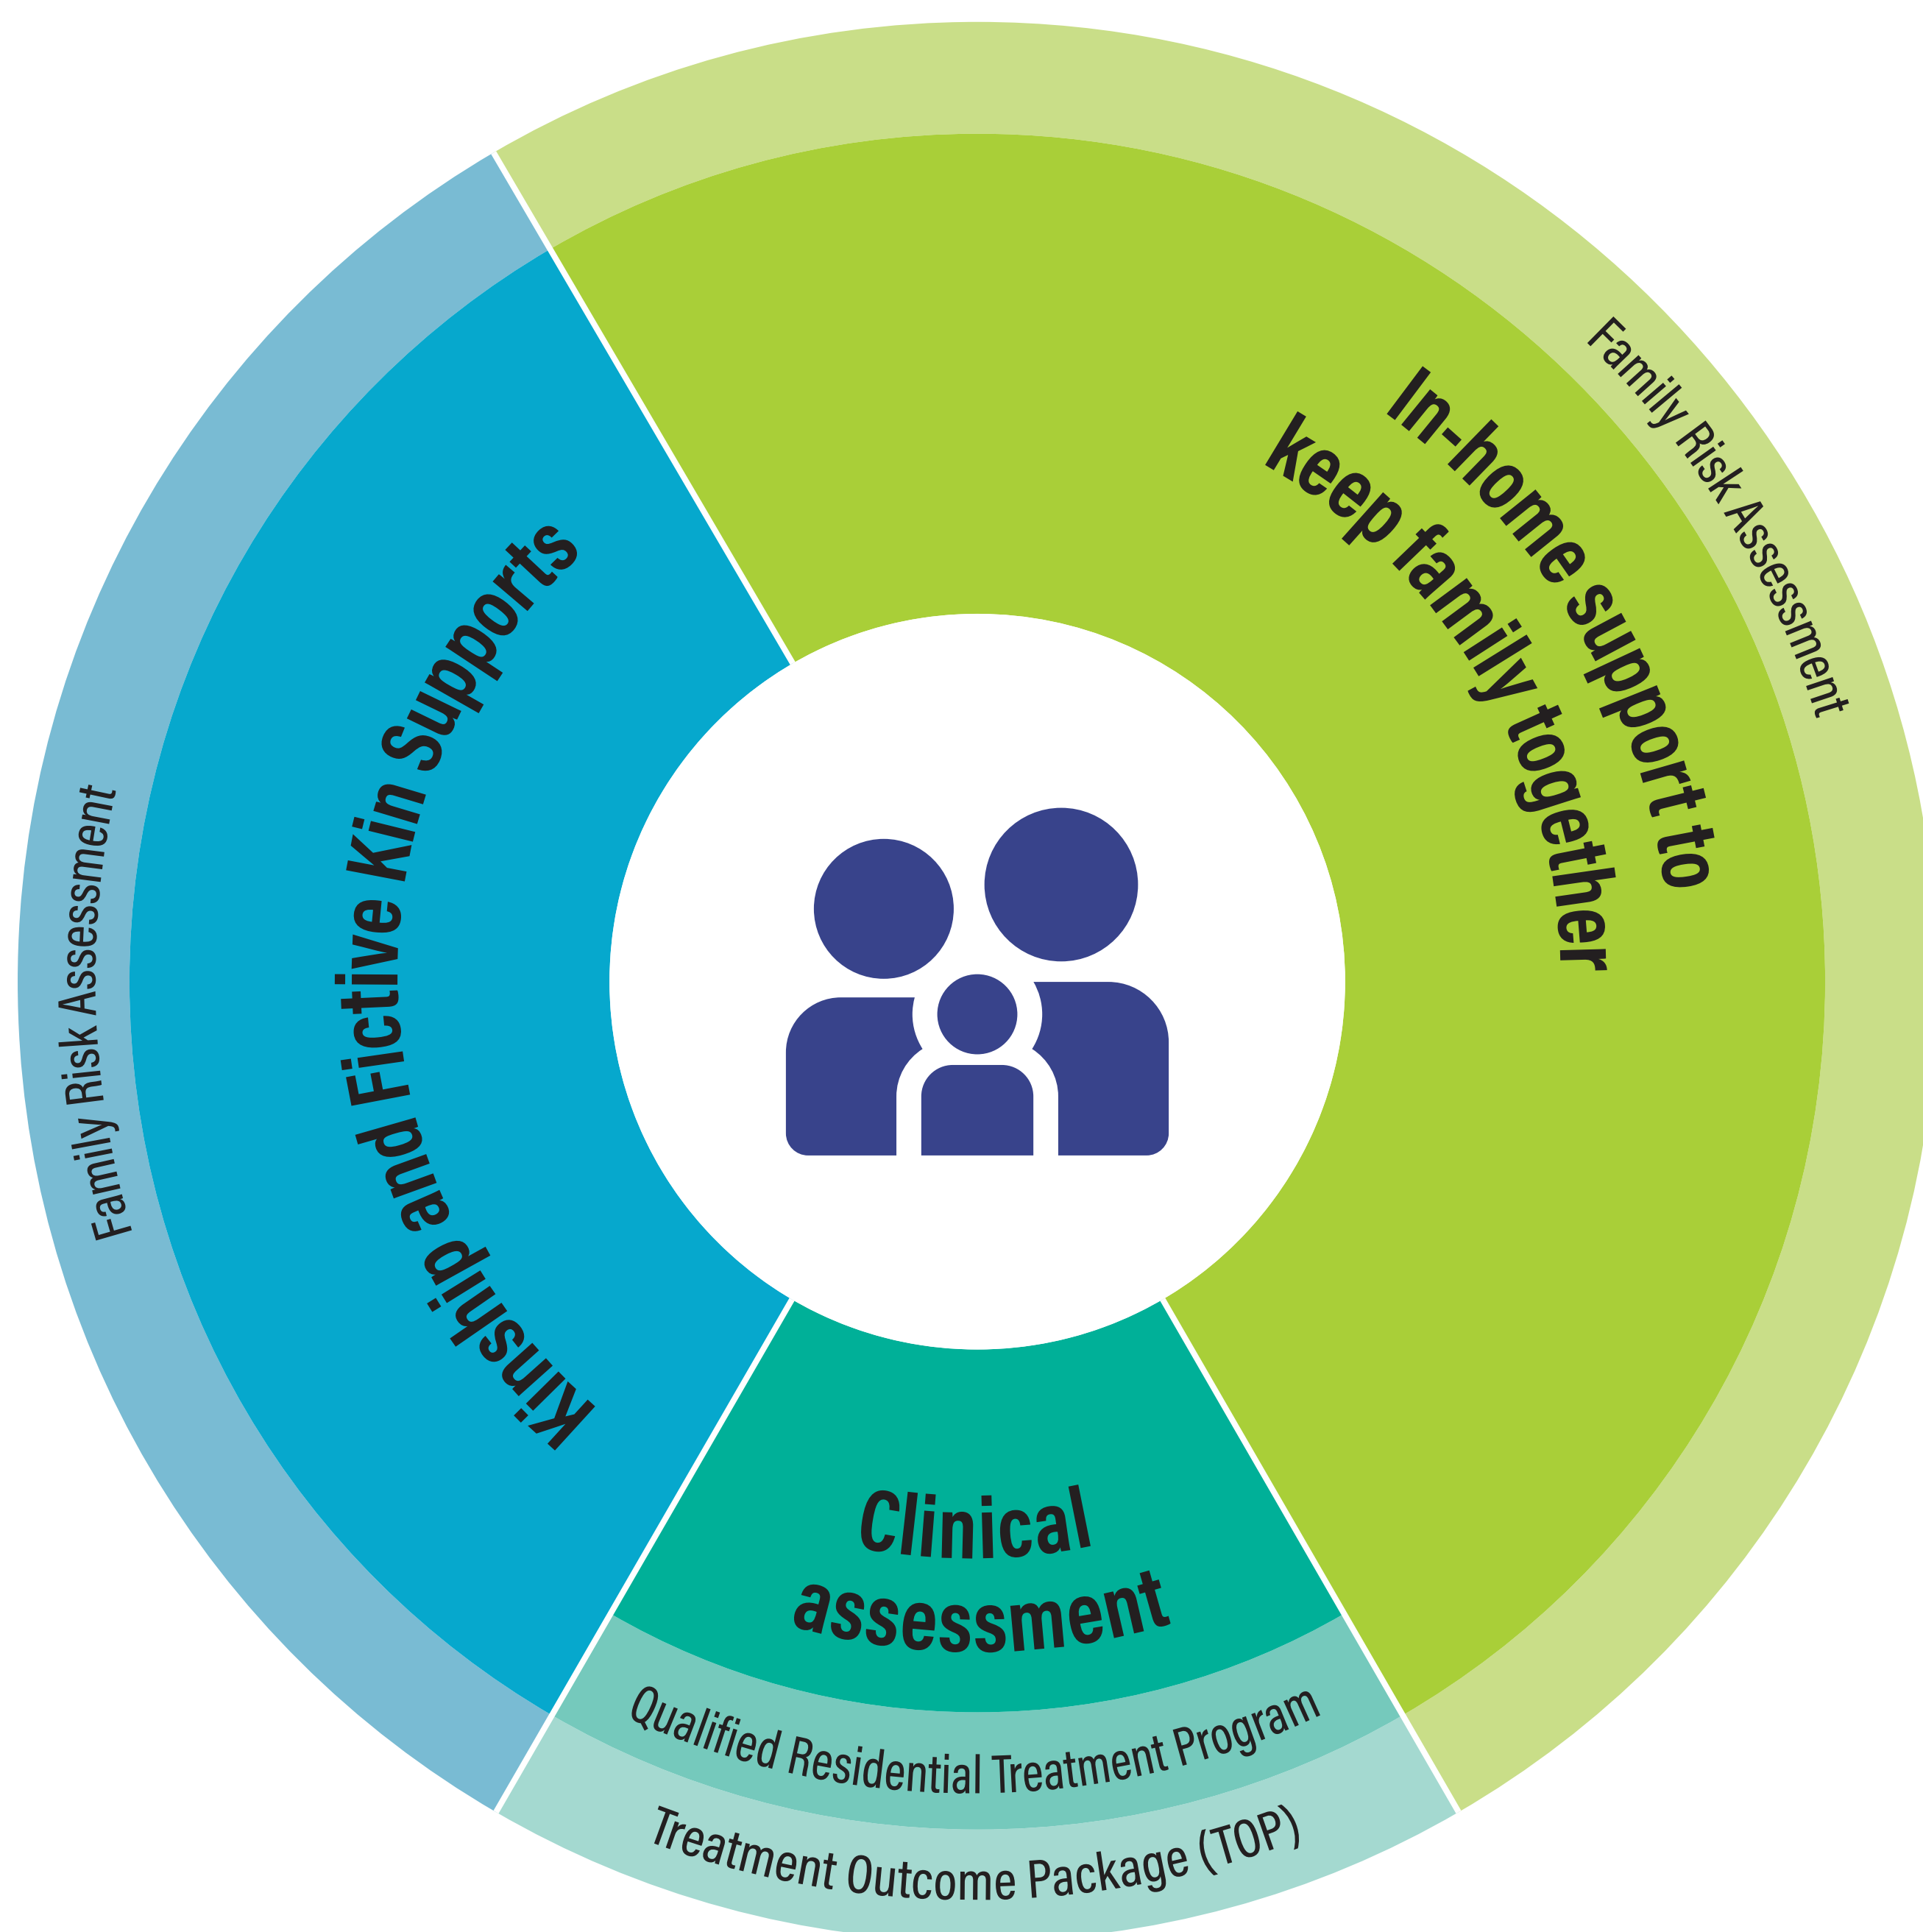 In-home support to
keep family together
Family Risk Assessment
Kinship and Fictive Kin Supports
Family Risk Assessment
Clinical
assessment
Qualified Residential Treatment Program
Treatment Outcome Package (TOP)